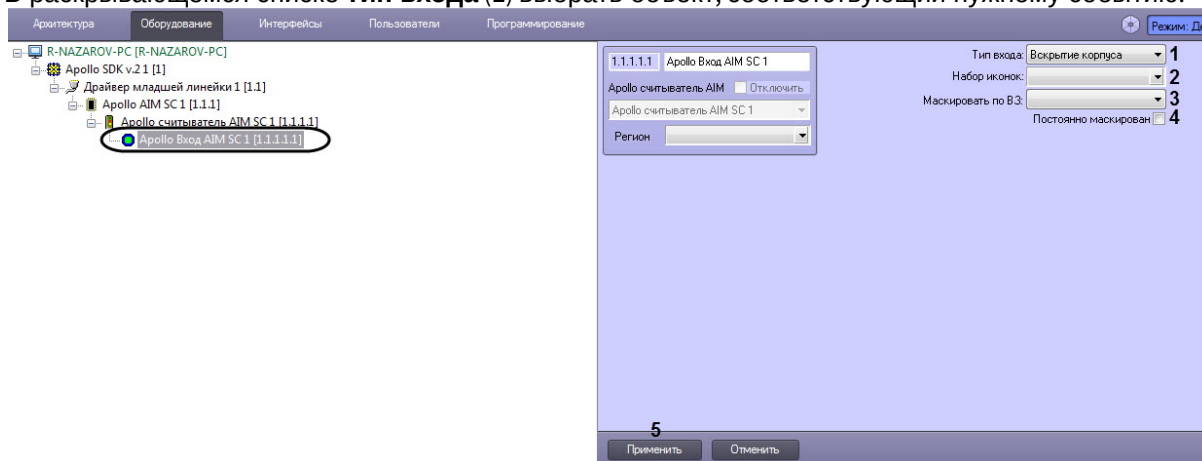 В раскрывающемся списке Тип входа (1) выбрать объект, соответствующий нужному событию.
Архитектура Оборудование Интерфейсы Пользователи Программирование Режим: Д
R-NAZAROV-PC [R-NAZAROV-PC]
Apollo SDK v.2 1 [1]
Драйвер младшей линейки 1 [1.1]
Apollo AIM SC 1 [1.1.1]
Apollo считыватель AIM SC 1 [1.1.1.1]
Apollo Вход AIM SC 1 [1.1.1.1.1]
1.1.1.1.1 Apollo Вход AIM SC 1
Apollo считыватель AIM Отключить
Apollo считыватель AIM SC 1
Регион
Тип входа: Вскрытие корпуса 1
Набор иконок: 2
Маскировать по ВЗ: 3
Постоянно маскирован 4
5
Применить Отменить